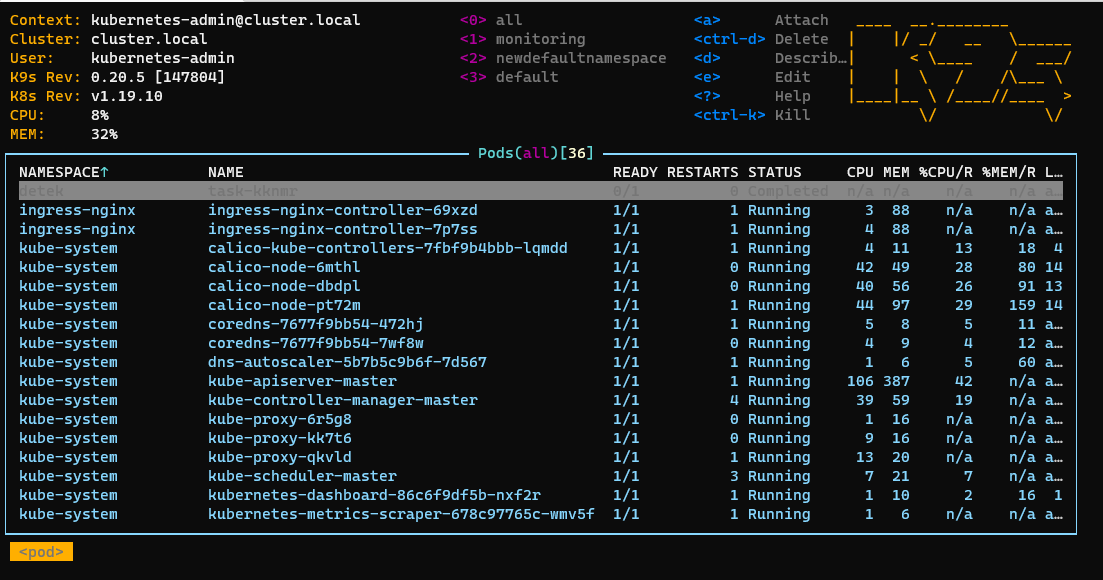 Context: kubernetes-admin@cluster.local <0> all <a> Attach
Cluster: cluster.local <1> monitoring <ctrl-d> Delete
User: kubernetes-admin <2> newdefaultnamespace <d> Describ…
K9s Rev: 0.20.5 [147804] <3> default <e> Edit
K8s Rev: v1.19.10 <?> Help
CPU: 8% <ctrl-k> Kill
MEM: 32%
Pods(all)[36]
NAMESPACE↑ NAME READY RESTARTS STATUS CPU MEM %CPU/R %MEM/R L…
detek task-kknmr 0/1 0 Completed n/a n/a n/a n/a a…
ingress-nginx ingress-nginx-controller-69xzd 1/1 1 Running 3 88 n/a n/a a…
ingress-nginx ingress-nginx-controller-7p7ss 1/1 1 Running 4 88 n/a n/a a…
kube-system calico-kube-controllers-7fbf9b4bbb-lqmdd 1/1 1 Running 4 11 13 18 4
kube-system calico-node-6mthl 1/1 0 Running 42 49 28 80 14
kube-system calico-node-dbdpl 1/1 0 Running 40 56 26 91 13
kube-system calico-node-pt72m 1/1 1 Running 44 97 29 159 14
kube-system coredns-7677f9bb54-472hj 1/1 1 Running 5 8 5 11 a…
kube-system coredns-7677f9bb54-7wf8w 1/1 0 Running 4 9 4 12 a…
kube-system dns-autoscaler-5b7b5c9b6f-7d567 1/1 1 Running 1 6 5 60 a…
kube-system kube-apiserver-master 1/1 1 Running 106 387 42 n/a a…
kube-system kube-controller-manager-master 1/1 4 Running 39 59 19 n/a a…
kube-system kube-proxy-6r5g8 1/1 0 Running 1 16 n/a n/a a…
kube-system kube-proxy-kk7t6 1/1 0 Running 9 16 n/a n/a a…
kube-system kube-proxy-qkvld 1/1 1 Running 13 20 n/a n/a a…
kube-system kube-scheduler-master 1/1 3 Running 7 21 7 n/a a…
kube-system kubernetes-dashboard-86c6f9df5b-nxf2r 1/1 1 Running 1 10 2 16 1
kube-system kubernetes-metrics-scraper-678c97765c-wmv5f 1/1 1 Running 1 6 n/a n/a a…
<pod>